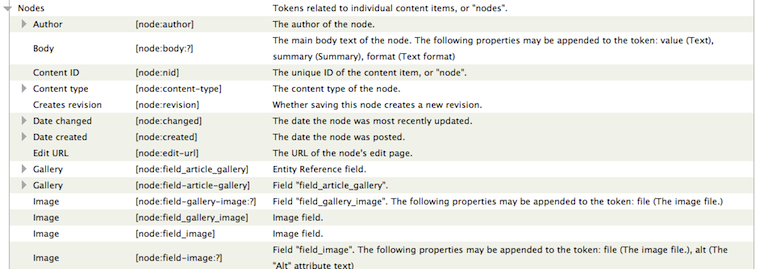 Nodes Tokens related to individual content items, or "nodes".
Author [node:author] The author of the node.
Body [node:body:?] The main body text of the node. The following properties may be appended to the token: value (Text),
summary (Summary), format (Text format)
Content ID [node:nid] The unique ID of the content item, or "node".
Content type [node:content-type] The content type of the node.
Creates revision [node:revision] Whether saving this node creates a new revision.
Date changed [node:changed] The date the node was most recently updated.
Date created [node:created] The date the node was posted.
Edit URL [node:edit-url] The URL of the node's edit page.
Gallery [node:field_article_gallery] Entity Reference field.
Gallery [node:field-article-gallery] Field "field_article_gallery".
Image [node:field-gallery-image:?] Field "field_gallery_image". The following properties may be appended to the token: file (The image file.)
Image [node:field_gallery_image] Image field.
Image [node:field_image] Image field.
Image [node:field-image:?] Field "field_image". The following properties may be appended to the token: file (The image file.), alt (The
"Alt" attribute text)